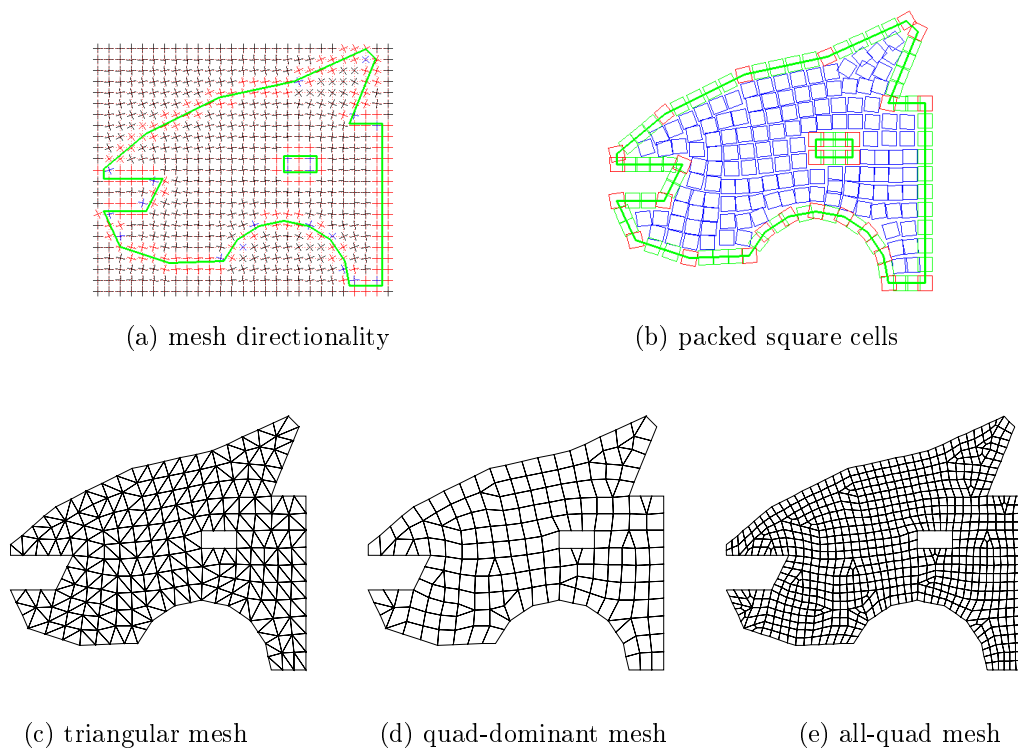 (a) mesh directionality
(b) packed square cells
(c) triangular mesh
(d) quad-dominant mesh
(e) all-quad mesh